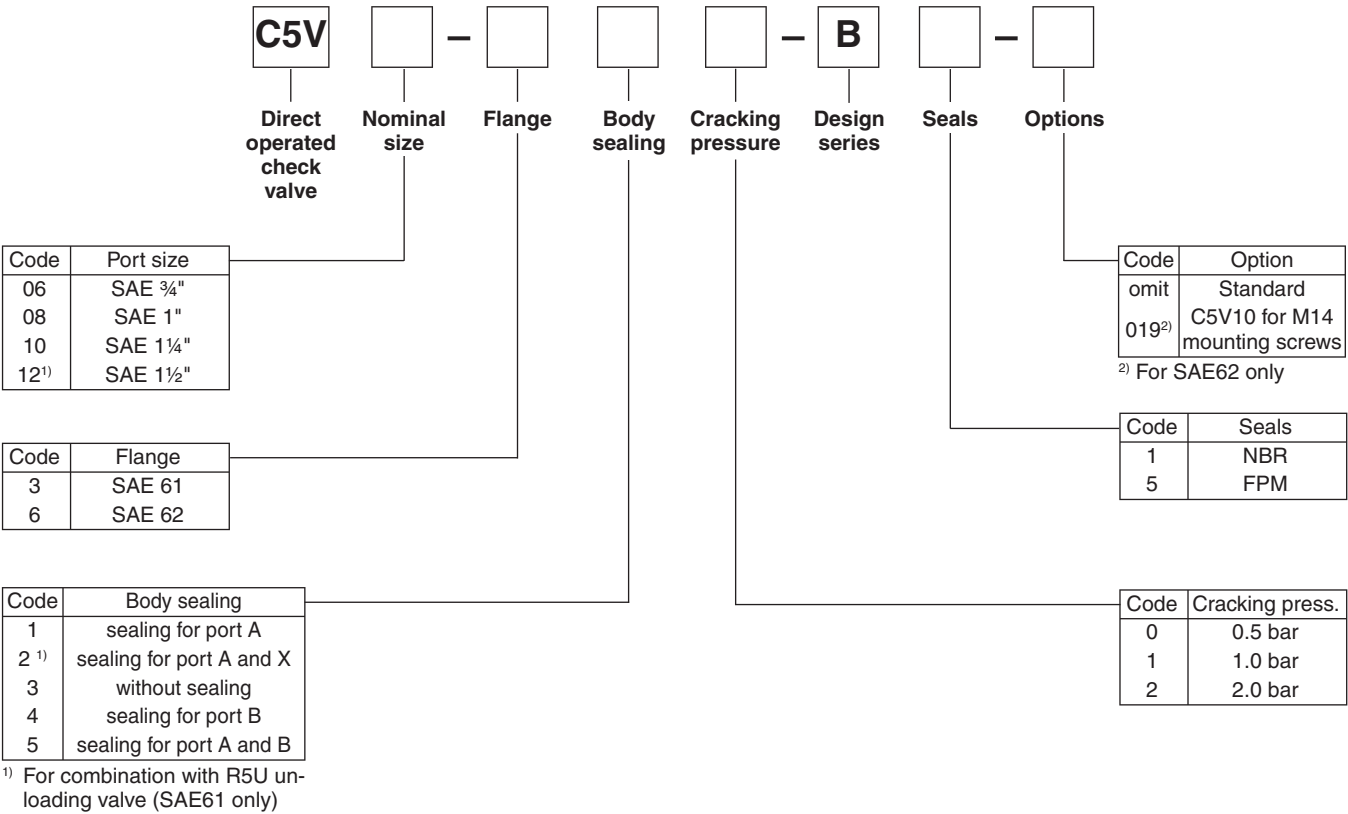 C5V – – B –
Direct operated check valve
Nominal size
Flange
Body sealing
Cracking pressure
Design series
Seals
Options
Code Port size
06 SAE ¾"
08 SAE 1"
10 SAE 1¼"
12¹⁾ SAE 1½"
Code Flange
3 SAE 61
6 SAE 62
Code Body sealing
1 sealing for port A
2 ¹⁾ sealing for port A and X
3 without sealing
4 sealing for port B
5 sealing for port A and B
¹⁾ For combination with R5U un-
loading valve (SAE61 only)
Code Option
omit Standard
019²⁾ C5V10 for M14
mounting screws
²⁾ For SAE62 only
Code Seals
1 NBR
5 FPM
Code Cracking press.
0 0.5 bar
1 1.0 bar
2 2.0 bar